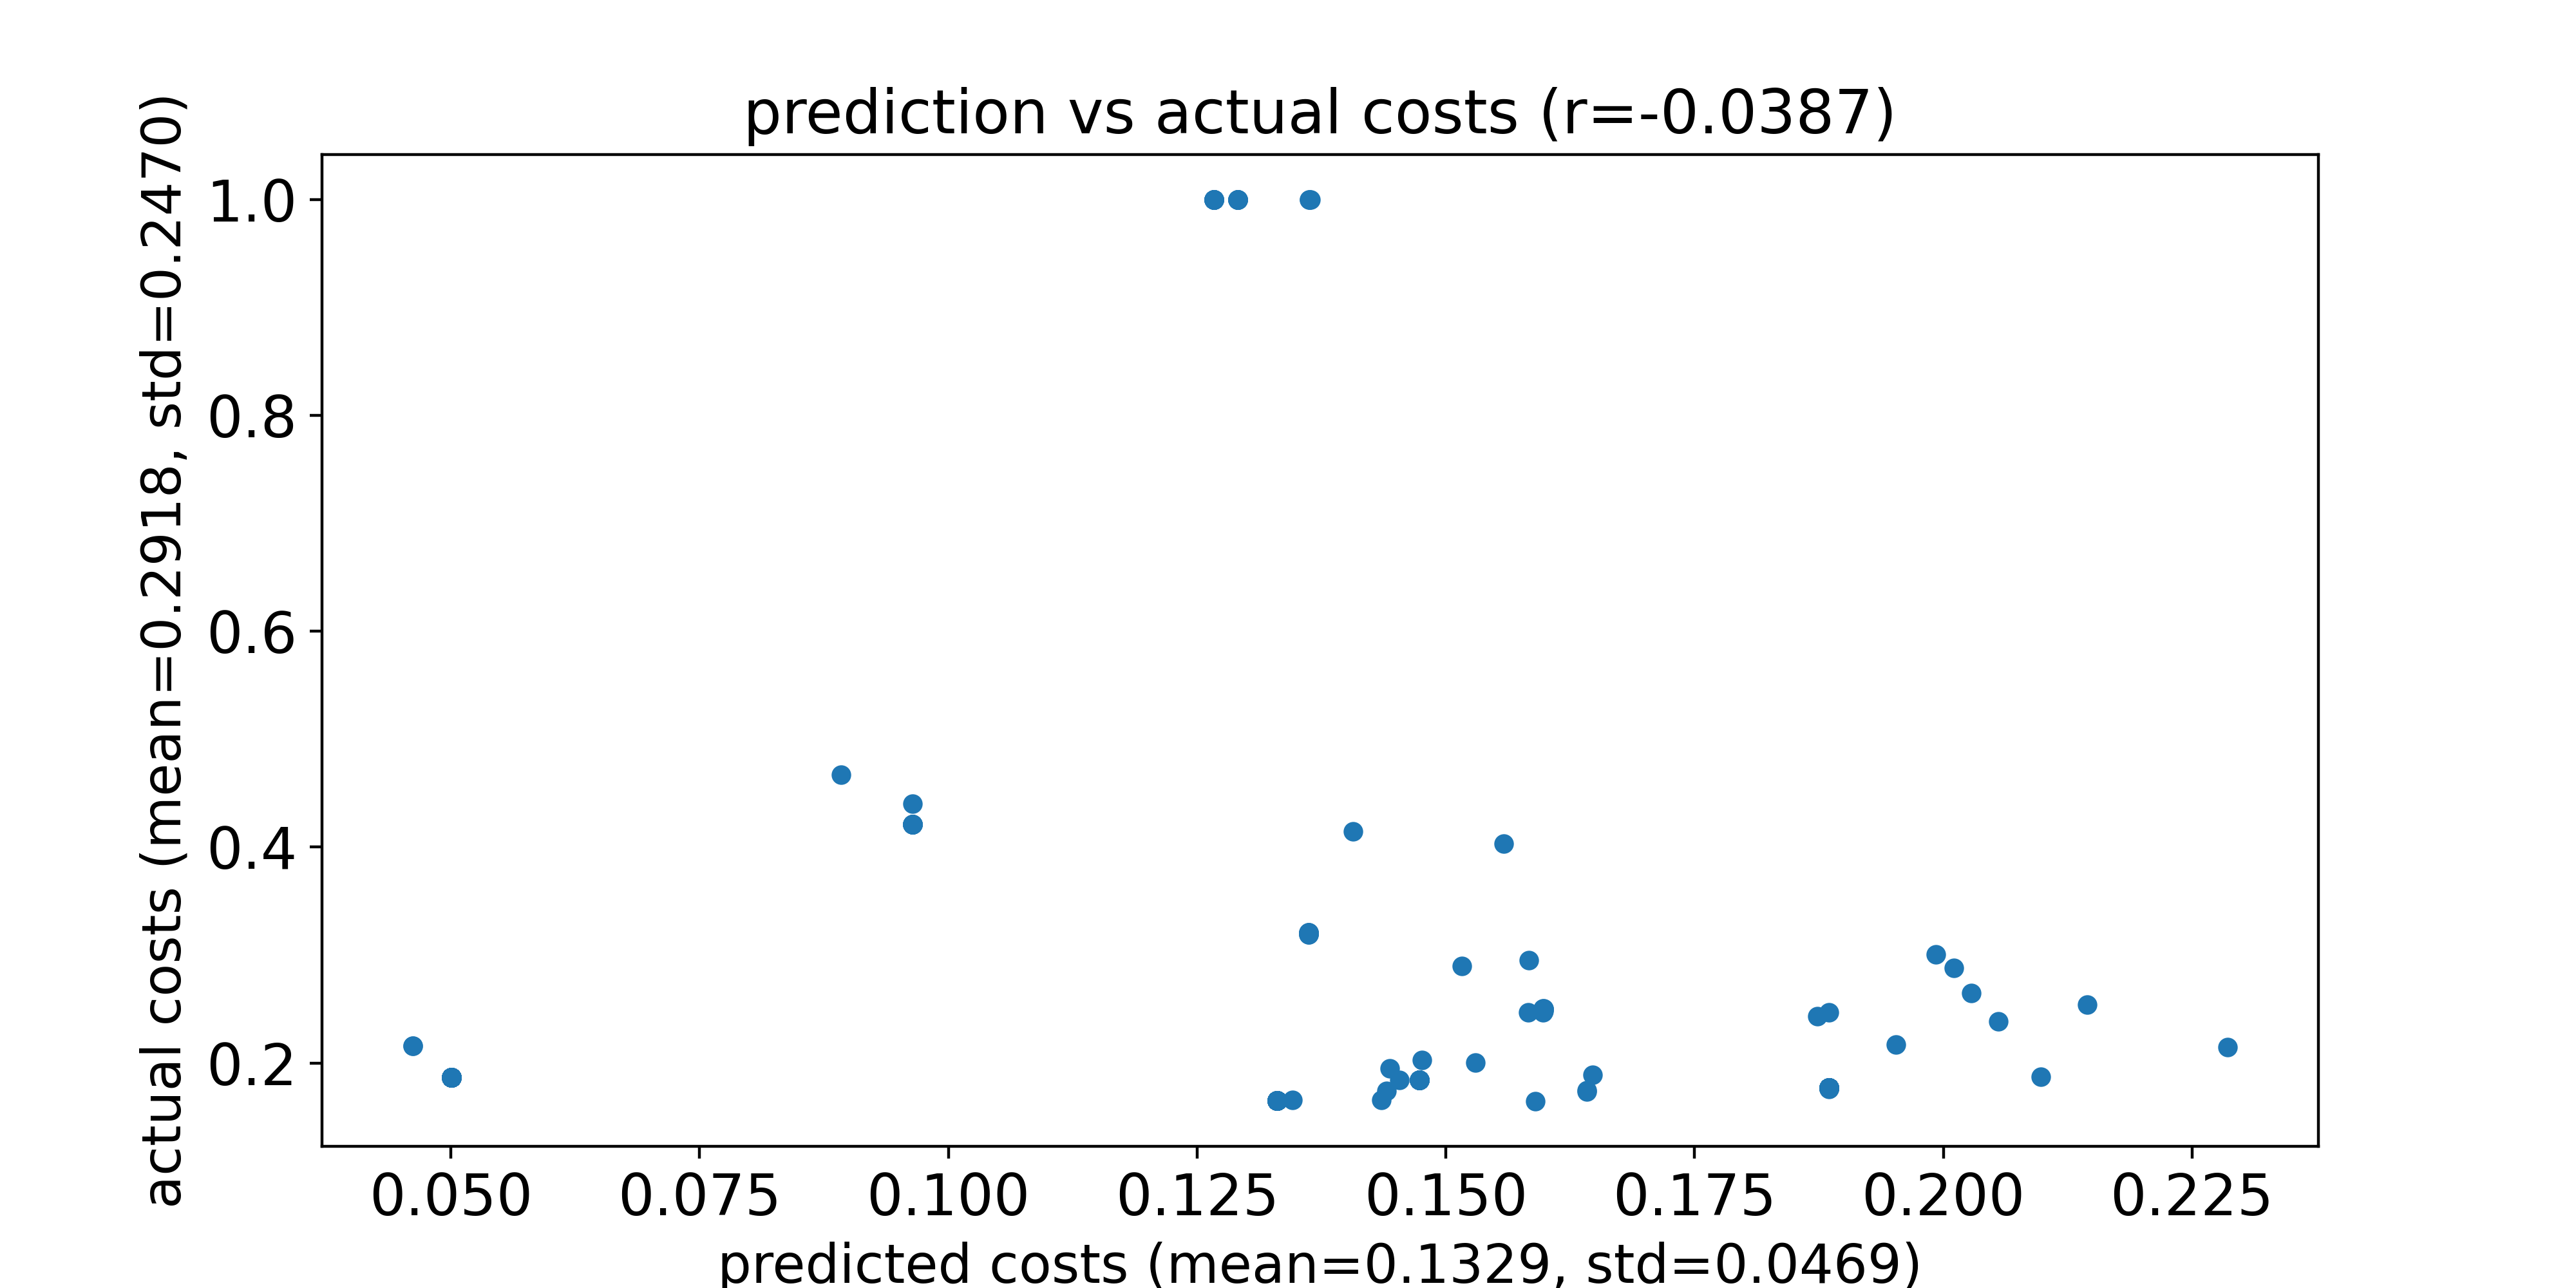 prediction vs actual costs (r=-0.0387)
actual costs (mean=0.2918, std=0.2470)
1.0
0.8
0.6
0.4
0.2
0.050 0.075 0.100 0.125 0.150 0.175 0.200 0.225
predicted costs (mean=0.1329, std=0.0469)